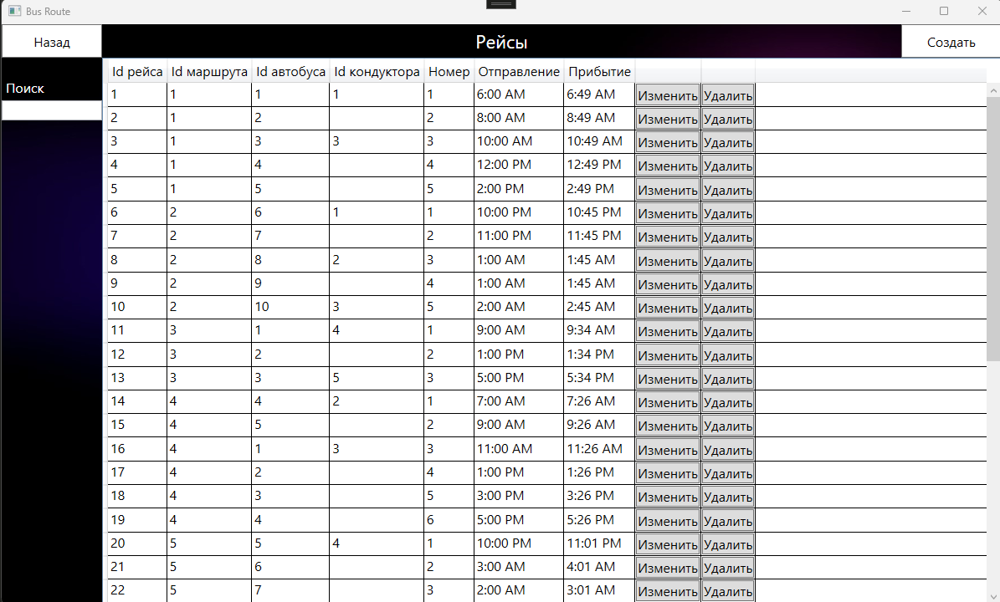 Bus Route
Назад Рейсы Создать
Поиск
Id рейса Id маршрута Id автобуса Id кондуктора Номер Отправление Прибытие
1 1 1 1 1 6:00 AM 6:49 AM Изменить Удалить
2 1 2 2 8:00 AM 8:49 AM Изменить Удалить
3 1 3 3 3 10:00 AM 10:49 AM Изменить Удалить
4 1 4 4 12:00 PM 12:49 PM Изменить Удалить
5 1 5 5 2:00 PM 2:49 PM Изменить Удалить
6 2 6 1 1 10:00 PM 10:45 PM Изменить Удалить
7 2 7 2 11:00 PM 11:45 PM Изменить Удалить
8 2 8 2 3 1:00 AM 1:45 AM Изменить Удалить
9 2 9 4 1:00 AM 1:45 AM Изменить Удалить
10 2 10 3 5 2:00 AM 2:45 AM Изменить Удалить
11 3 1 4 1 9:00 AM 9:34 AM Изменить Удалить
12 3 2 2 1:00 PM 1:34 PM Изменить Удалить
13 3 3 5 3 5:00 PM 5:34 PM Изменить Удалить
14 4 4 2 1 7:00 AM 7:26 AM Изменить Удалить
15 4 5 2 9:00 AM 9:26 AM Изменить Удалить
16 4 1 3 3 11:00 AM 11:26 AM Изменить Удалить
17 4 2 4 1:00 PM 1:26 PM Изменить Удалить
18 4 3 5 3:00 PM 3:26 PM Изменить Удалить
19 4 4 6 5:00 PM 5:26 PM Изменить Удалить
20 5 5 4 1 10:00 PM 11:01 PM Изменить Удалить
21 5 6 2 3:00 AM 4:01 AM Изменить Удалить
22 5 7 3 2:00 AM 3:01 AM Изменить Удалить